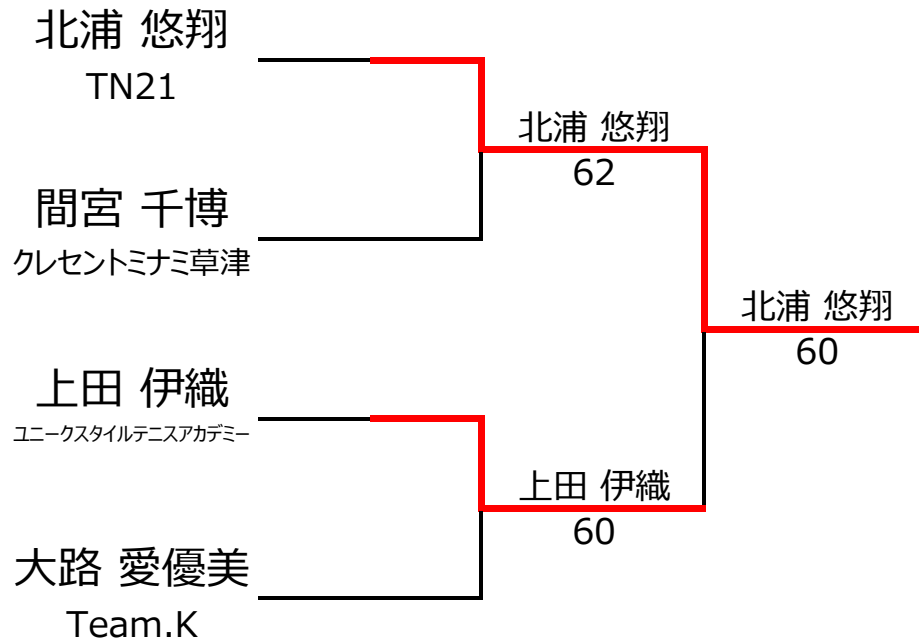 北浦 悠翔
TN21
間宮 千博
クレセントミナミ草津
上田 伊織
ユニークスタイルテニスアカデミー
大路 愛優美
Team.K
北浦 悠翔
62
上田 伊織
60
北浦 悠翔
60